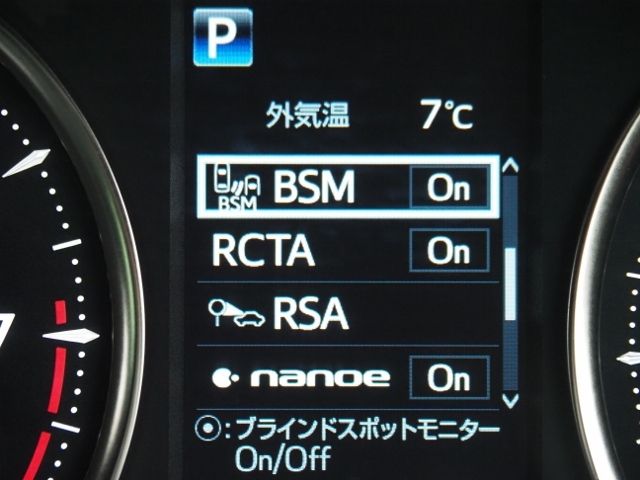 P
外気温 7℃
BSM BSM On
RCTA On
RSA
nanoe On
⦿:ブラインドスポットモニター
On/Off